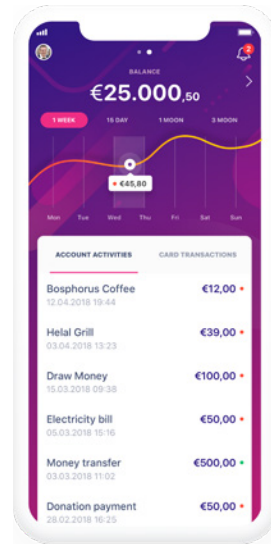 2
BALANCE
€25.000,50
1 WEEK 15 DAY 1 MOON 3 MOON
• €45,80
Mon Tue Wed Thu Fri Sat Sun
ACCOUNT ACTIVITIES CARD TRANSACTIONS
Bosphorus Coffee €12,00
12.04.2018 19:44
Helal Grill €39,00
03.04.2018 13:23
Draw Money €100,00
15.03.2018 09:38
Electricity bill €50,00
05.03.2018 15:16
Money transfer €500,00
03.03.2018 11:02
Donation payment €50,00
28.02.2018 16:25